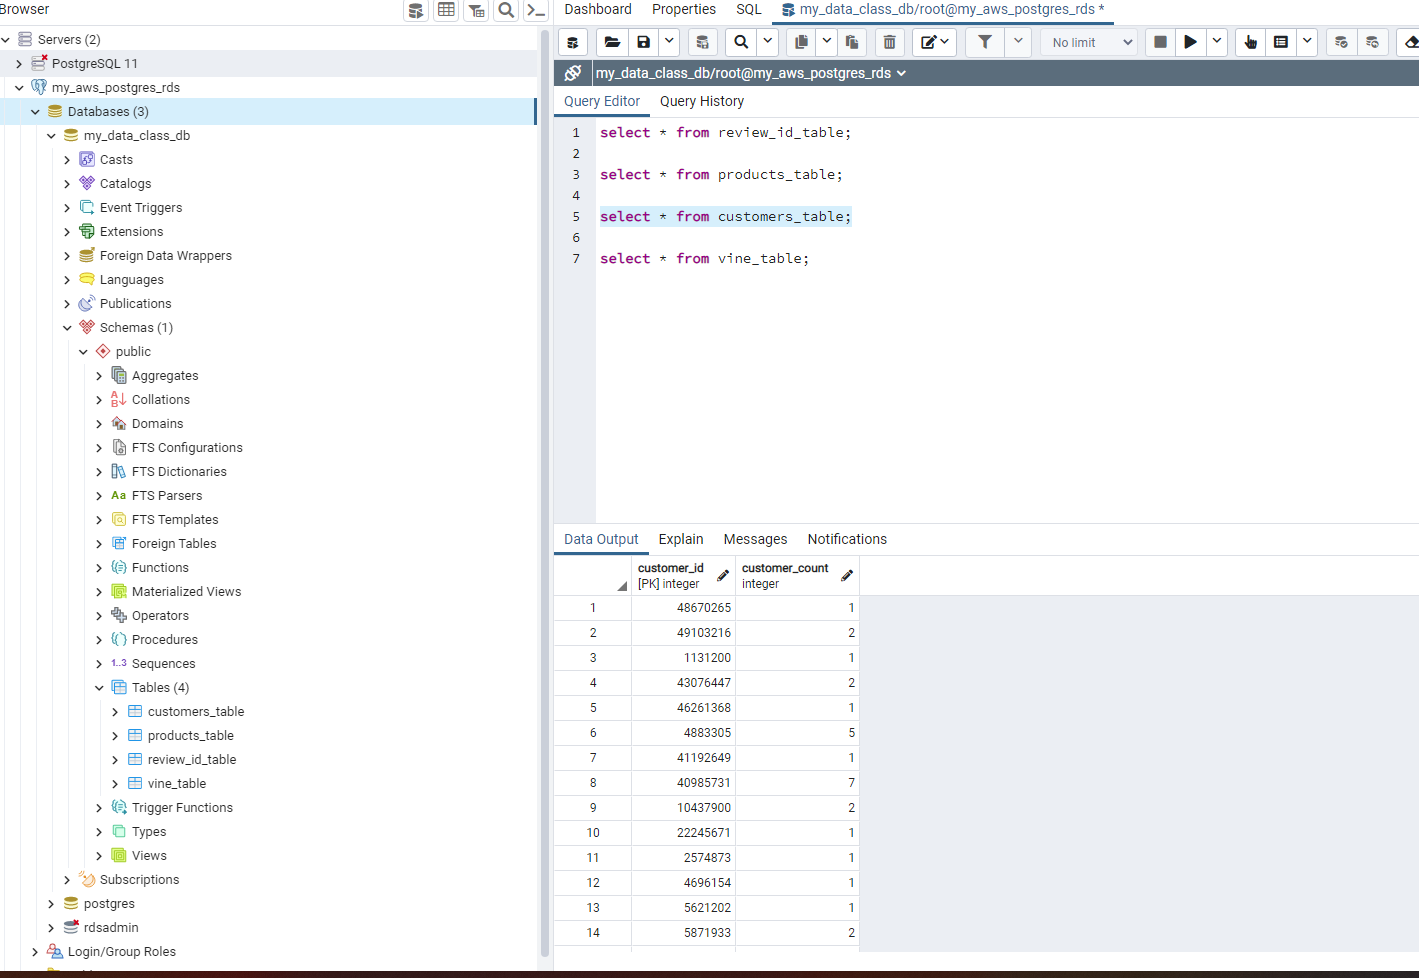 Browser
Servers (2)
PostgreSQL 11
my_aws_postgres_rds
Databases (3)
my_data_class_db
Casts
Catalogs
Event Triggers
Extensions
Foreign Data Wrappers
Languages
Publications
Schemas (1)
public
Aggregates
Collations
Domains
FTS Configurations
FTS Dictionaries
Aa FTS Parsers
FTS Templates
Foreign Tables
Functions
Materialized Views
Operators
Procedures
1..3 Sequences
Tables (4)
customers_table
products_table
review_id_table
vine_table
Trigger Functions
Types
Views
Subscriptions
postgres
rdsadmin
Login/Group Roles
Dashboard Properties SQL my_data_class_db/root@my_aws_postgres_rds *
No limit
my_data_class_db/root@my_aws_postgres_rds
Query Editor Query History
1 select * from review_id_table;
2
3 select * from products_table;
4
5 select * from customers_table;
6
7 select * from vine_table;
Data Output Explain Messages Notifications
customer_id customer_count
[PK] integer integer
1 48670265 1
2 49103216 2
3 1131200 1
4 43076447 2
5 46261368 1
6 4883305 5
7 41192649 1
8 40985731 7
9 10437900 2
10 22245671 1
11 2574873 1
12 4696154 1
13 5621202 1
14 5871933 2